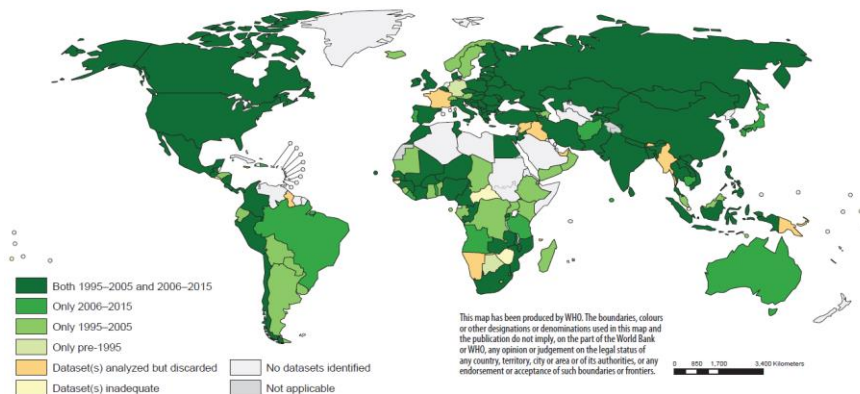 Both 1995–2005 and 2006–2015
Only 2006–2015
Only 1995–2005
Only pre-1995
Dataset(s) analyzed but discarded
Dataset(s) inadequate
No datasets identified
Not applicable
This map has been produced by WHO. The boundaries, colours
or other designations or denominations used in this map and
the publication do not imply, on the part of the World Bank
or WHO, any opinion or judgement on the legal status of
any country, territory, city or area or of its authorities, or any
endorsement or acceptance of such boundaries or frontiers.
0 850 1,700 3,400 Kilometers